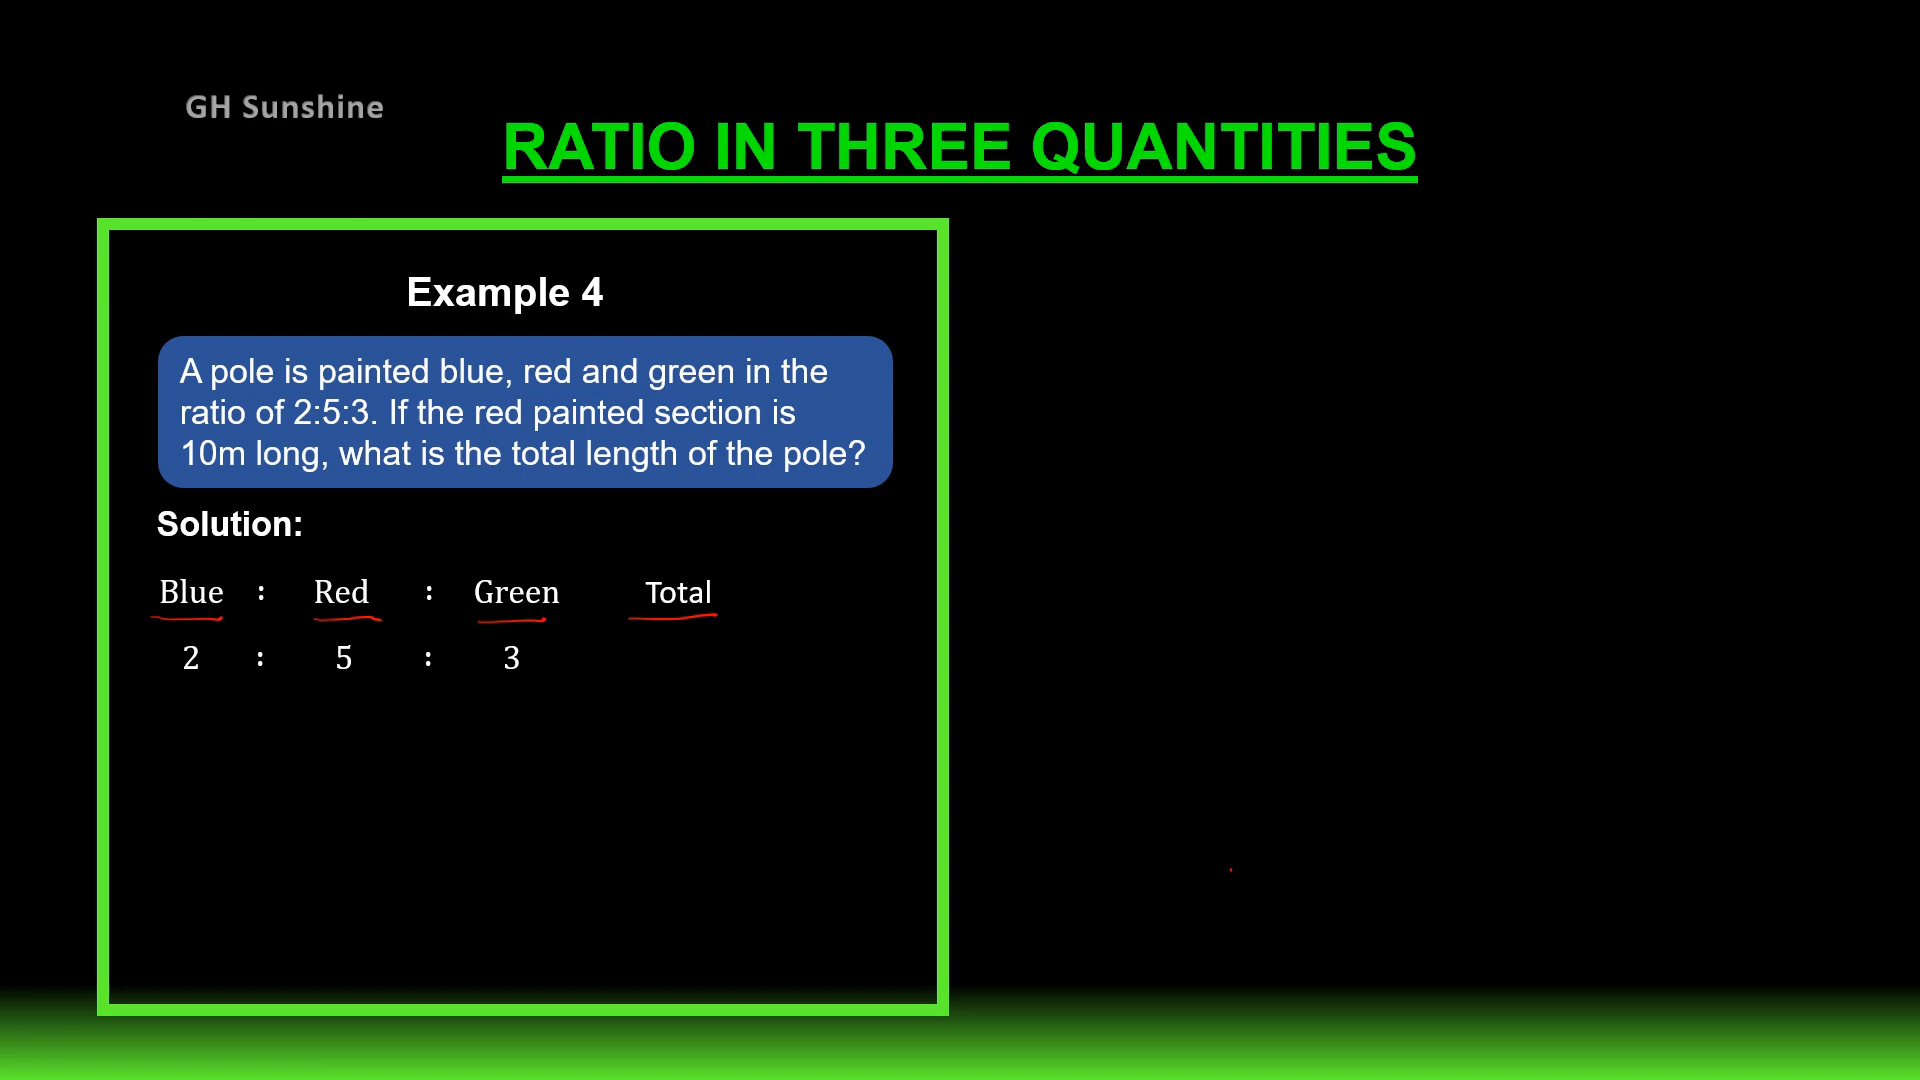 GH Sunshine
RATIO IN THREE QUANTITIES
Example 4
A pole is painted blue, red and green in the
ratio of 2:5:3. If the red painted section is
10m long, what is the total length of the pole?
Solution:
Blue : Red : Green Total
2 : 5 : 3